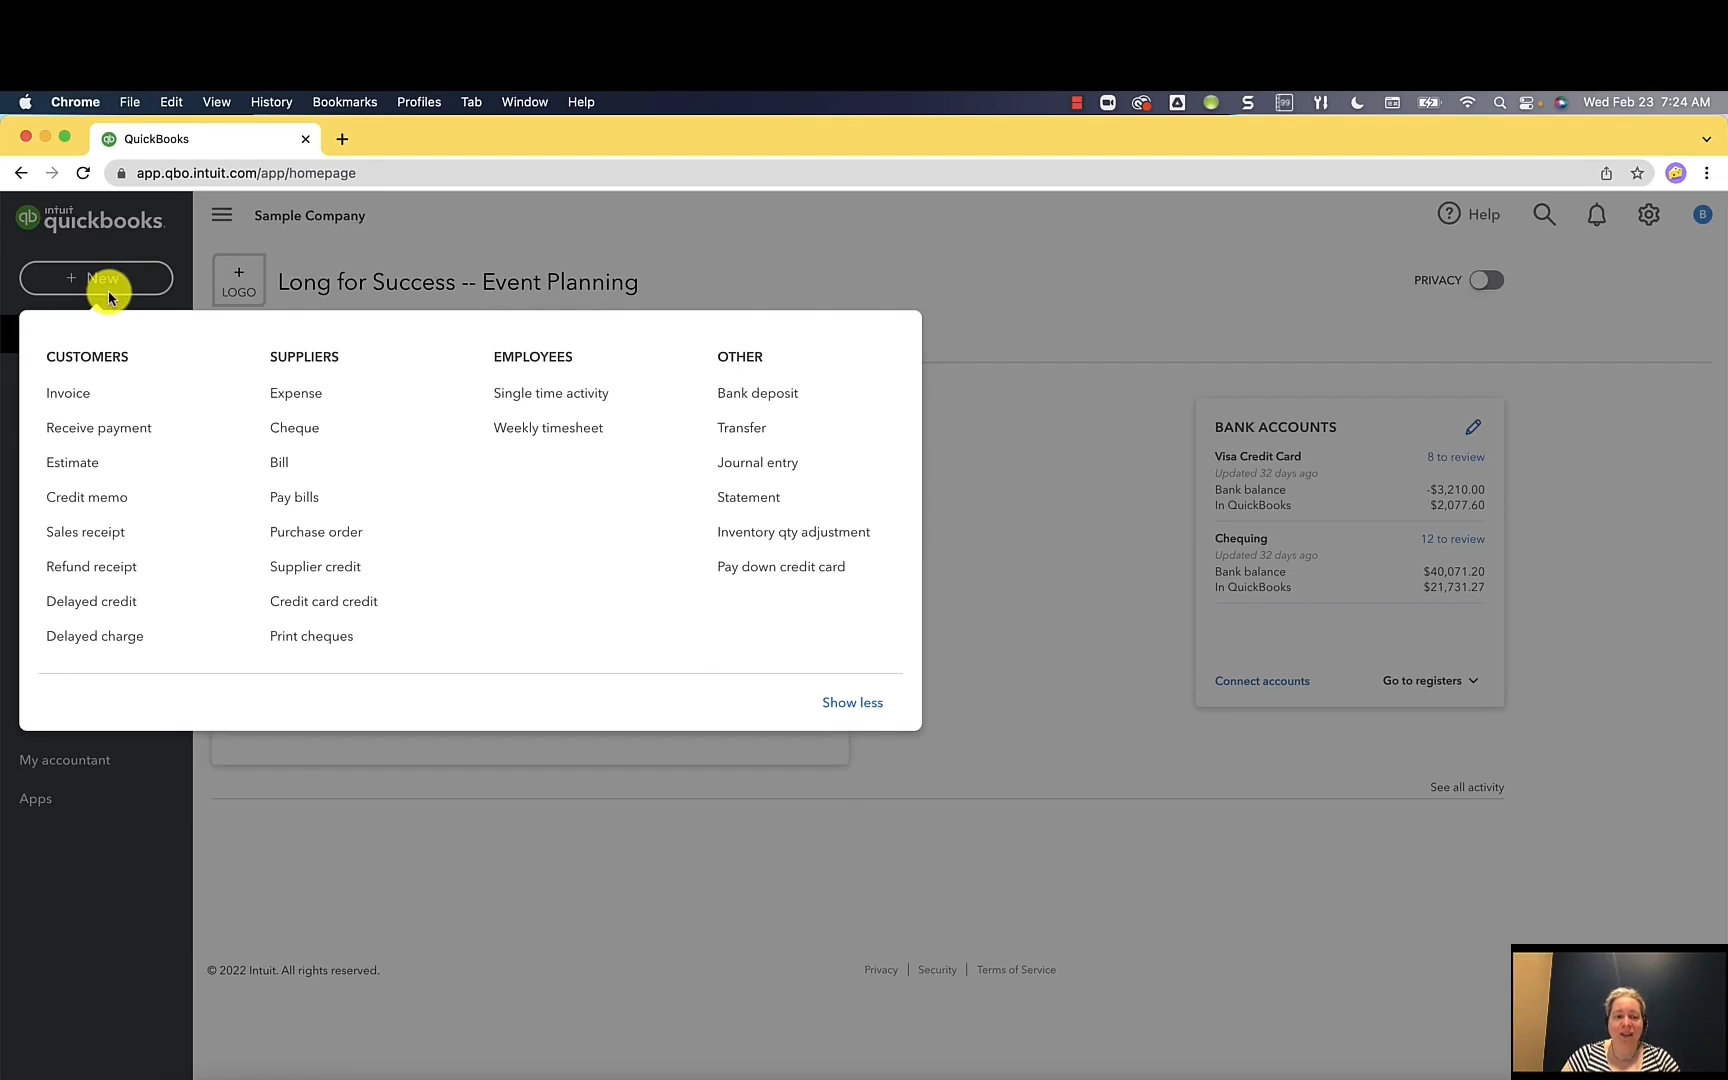 Chrome File Edit View History Bookmarks Profiles Tab Window Help
99
Wed Feb 23 7:24 AM
QuickBooks
app.qbo.intuit.com/app/homepage
intuit
qb quickbooks.
Sample Company
Help
B
+ New
+
LOGO
Long for Success -- Event Planning
PRIVACY
CUSTOMERS
Invoice
Receive payment
Estimate
Credit memo
Sales receipt
Refund receipt
Delayed credit
Delayed charge
SUPPLIERS
Expense
Cheque
Bill
Pay bills
Purchase order
Supplier credit
Credit card credit
Print cheques
EMPLOYEES
Single time activity
Weekly timesheet
OTHER
Bank deposit
Transfer
Journal entry
Statement
Inventory qty adjustment
Pay down credit card
Show less
BANK ACCOUNTS
Visa Credit Card 8 to review
Updated 32 days ago
Bank balance -$3,210.00
In QuickBooks $2,077.60
Chequing 12 to review
Updated 32 days ago
Bank balance $40,071.20
In QuickBooks $21,731.27
Connect accounts Go to registers
My accountant
Apps
See all activity
© 2022 Intuit. All rights reserved.
Privacy | Security | Terms of Service